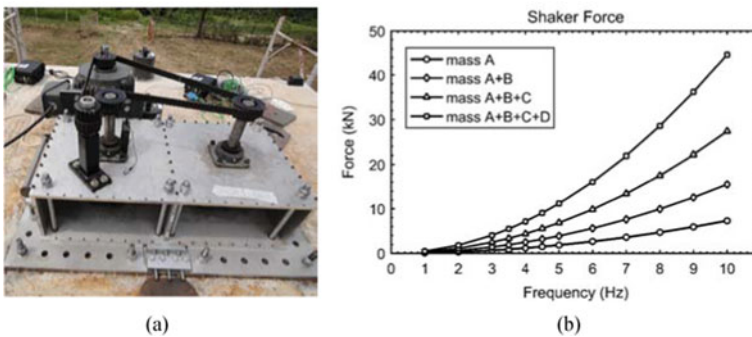 Shaker Force
50
40
30
20
10
0
Force (kN)
mass A
mass A+B
mass A+B+C
mass A+B+C+D
0 1 2 3 4 5 6 7 8 9 10
Frequency (Hz)
(a)
(b)